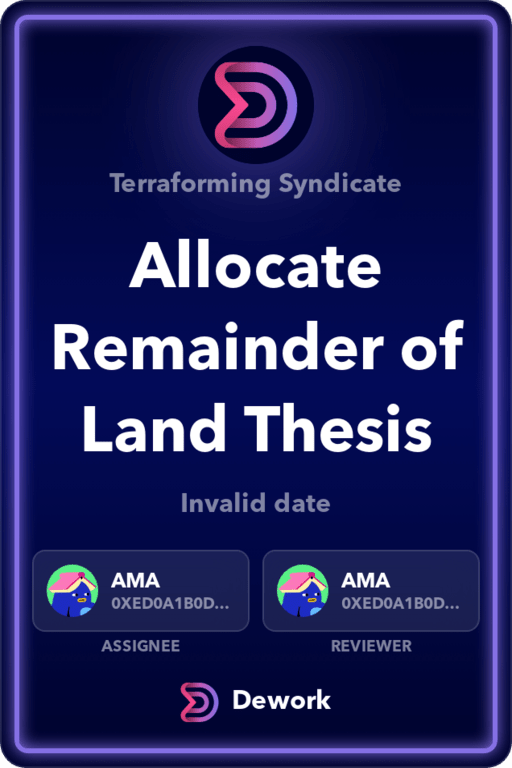 Terraforming Syndicate
Allocate
Remainder of
Land Thesis
Invalid date
AMA
0XED0A1B0D...
ASSIGNEE
AMA
0XED0A1B0D...
REVIEWER
Dework